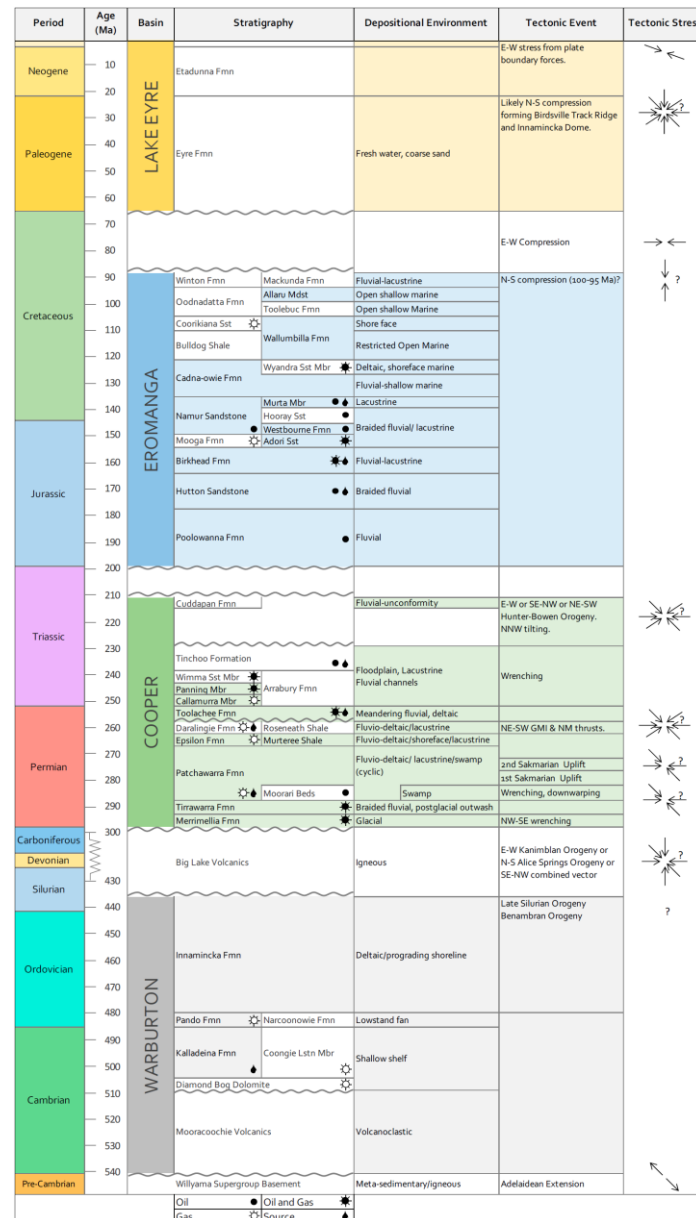 Period Age (Ma) Basin Stratigraphy Depositional Environment Tectonic Event Tectonic Stress
Neogene
Paleogene
Cretaceous
Jurassic
Triassic
Permian
Carboniferous
Devonian
Silurian
Ordovician
Cambrian
Pre-Cambrian
10
20
30
40
50
60
70
80
90
100
110
120
130
140
150
160
170
180
190
200
210
220
230
240
250
260
270
280
290
300
430
440
450
460
470
480
490
500
510
520
530
540
LAKE EYRE
EROMANGA
COOPER
WARBURTON
Etadunna Fmn
E-W stress from plate
boundary forces.
Eyre Fmn
Fresh water, coarse sand
Likely N-S compression
forming Birdsville Track Ridge
and Innamincka Dome.
?
E-W Compression
Winton Fmn Mackunda Fmn Fluvial-lacustrine N-S compression (100-95 Ma)? ?
Oodnadatta Fmn Allaru Mdst Open shallow marine
Toolebuc Fmn Open shallow Marine
Coorikiana Sst Wallumbilla Fmn Shore face
Bulldog Shale Restricted Open Marine
Cadna-owie Fmn Wyandra Sst Mbr Deltaic, shoreface marine
Fluvial-shallow marine
Namur Sandstone Murta Mbr Lacustrine
Hooray Sst Braided fluvial/ lacustrine
Westbourne Fmn
Mooga Fmn Adori Sst
Birkhead Fmn Fluvial-lacustrine
Hutton Sandstone Braided fluvial
Poolowanna Fmn Fluvial
Cuddapan Fmn Fluvial-unconformity E-W or SE-NW or NE-SW
Hunter-Bowen Orogeny.
NNW tilting.
?
Tinchoo Formation Floodplain, Lacustrine
Fluvial channels
Wrenching
Wimma Sst Mbr Arrabury Fmn
Panning Mbr
Callamurra Mbr
Toolachee Fmn Meandering fluvial, deltaic
Daralingie Fmn Roseneath Shale Fluvio-deltaic/lacustrine NE-SW GMI & NM thrusts. ?
Epsilon Fmn Murteree Shale Fluvio-deltaic/shoreface/lacustrine
Patchawarra Fmn Fluvio-deltaic/ lacustrine/swamp
(cyclic)
2nd Sakmarian Uplift ?
1st Sakmarian Uplift
Moorari Beds Swamp Wrenching, downwarping ?
Tirrawarra Fmn Braided fluvial, postglacial outwash
Merrimellia Fmn Glacial NW-SE wrenching
Big Lake Volcanics Igneous E-W Kanimblan Orogeny or
N-S Alice Springs Orogeny or
SE-NW combined vector
?
Late Silurian Orogeny
Benambran Orogeny
?
Innamincka Fmn Deltaic/prograding shoreline
Pando Fmn Narcoonowie Fmn Lowstand fan
Kalladeina Fmn Coongie Lstn Mbr Shallow shelf
Diamond Bog Dolomite
Mooracoochie Volcanics Volcanoclastic
Willyama Supergroup Basement Meta-sedimentary/igneous Adelaidean Extension
Oil Oil and Gas
Gas Source